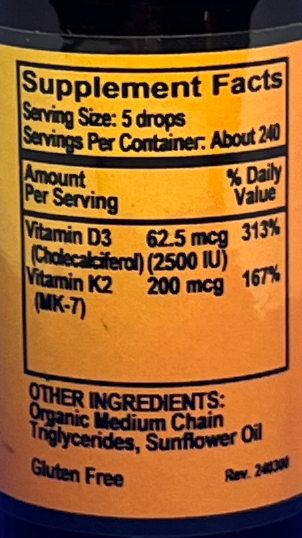 Supplement Facts
Serving Size: 5 drops
Servings Per Container: About 240
Amount % Daily
Per Serving Value
Vitamin D3 62.5 mcg 313%
(Cholecalciferol) (2500 IU)
Vitamin K2 200 mcg 167%
(MK-7)
OTHER INGREDIENTS:
Organic Medium Chain
Triglycerides, Sunflower Oil
Gluten Free Rev.